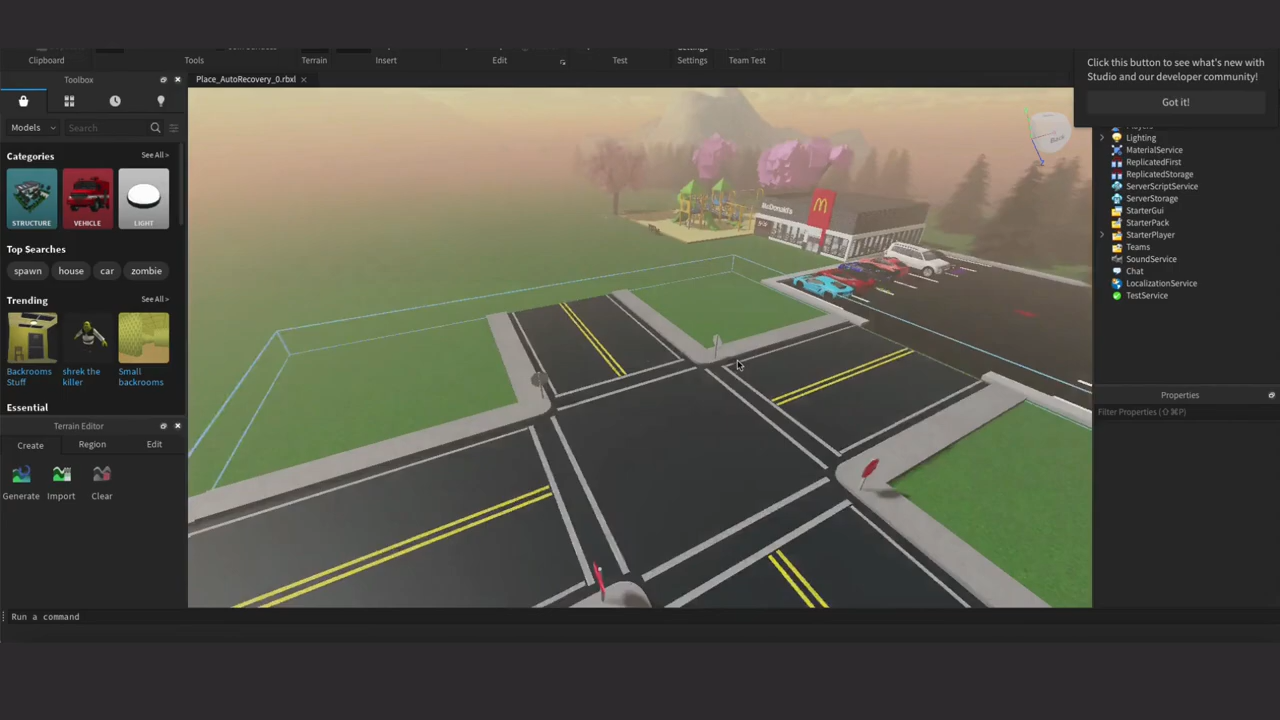 Clipboard
Tools
Terrain
Insert
Edit
Test
Settings
Settings
Team Test
Click this button to see what's new with
Studio and our developer community!
Got it!
Toolbox
Place_AutoRecovery_0.rbxl
Models
Search
Categories
See All >
STRUCTURE
VEHICLE
LIGHT
Top Searches
spawn
house
car
zombie
Trending
See All >
Backrooms
Stuff
shrek the
killer
Small
backrooms
Essential
Terrain Editor
Create
Region
Edit
Generate
Import
Clear
McDonald's
Players
Lighting
MaterialService
ReplicatedFirst
ReplicatedStorage
ServerScriptService
ServerStorage
StarterGui
StarterPack
StarterPlayer
Teams
SoundService
Chat
LocalizationService
TestService
Properties
Filter Properties (⇧⌘P)
Run a command